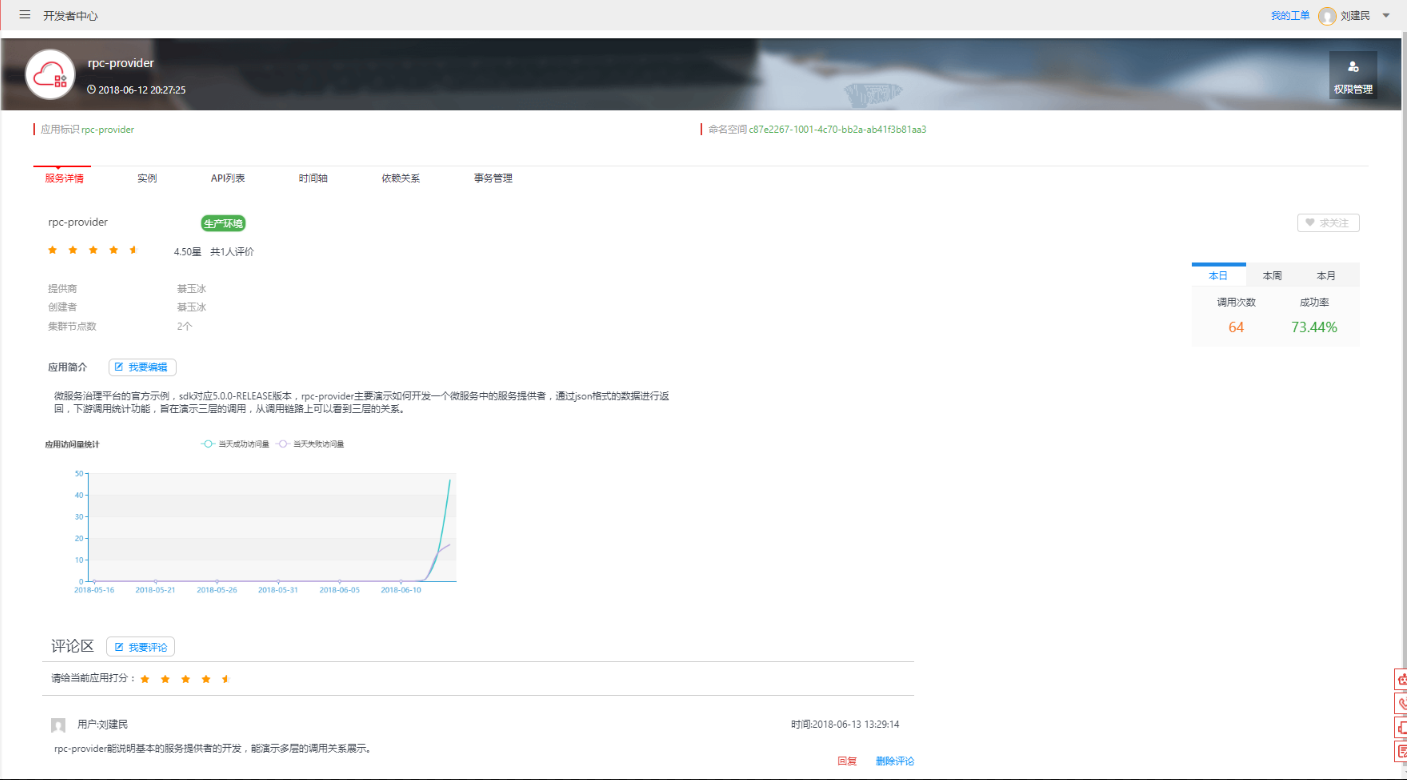 开发者中心
我的工单 刘建民
rpc-provider
2018-06-12 20:27:25
权限管理
应用标识 rpc-provider
命名空间 c87e2267-1001-4c70-bb2a-ab41f3b81aa3
服务详情 实例 API列表 时间轴 依赖关系 事务管理
rpc-provider 生产环境
求关注
4.50星 共1人评价
本日 本周 本月
提供商 綦玉冰
调用次数 成功率
创建者 綦玉冰
集群节点数 2个
64 73.44%
应用简介 我要编辑
微服务治理平台的官方示例，sdk对应5.0.0-RELEASE版本，rpc-provider主要演示如何开发一个微服务中的服务提供者，通过json格式的数据进行返
回，下游调用统计功能，旨在演示三层的调用，从调用链路上可以看到三层的关系。
应用访问量统计 当天成功访问量 当天失败访问量
50
40
30
20
10
0
2018-05-16 2018-05-21 2018-05-26 2018-05-31 2018-06-05 2018-06-10
评论区 我要评论
请给当前应用打分：
用户:刘建民 时间:2018-06-13 13:29:14
rpc-provider能说明基本的服务提供者的开发，能演示多层的调用关系展示。
回复 删除评论